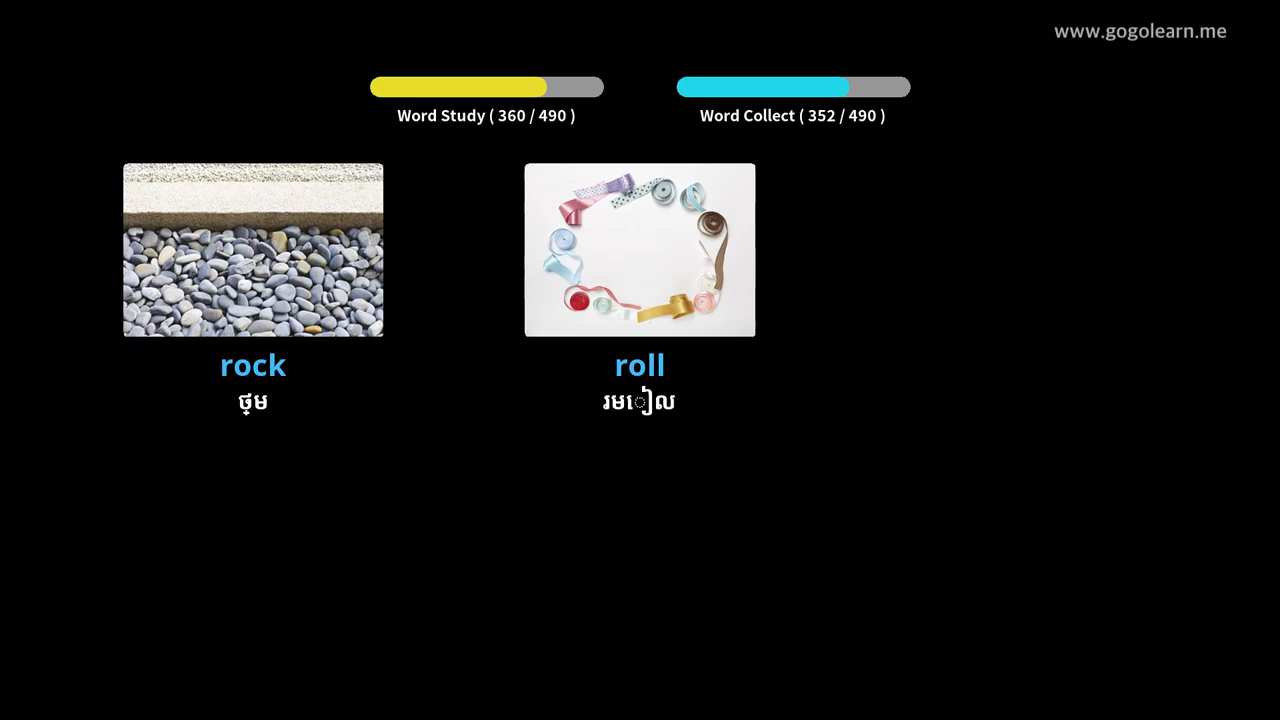 www.gogolearn.me
Word Study ( 360 / 490 )
Word Collect ( 352 / 490 )
rock
roll
ថ្ម
រមៀល